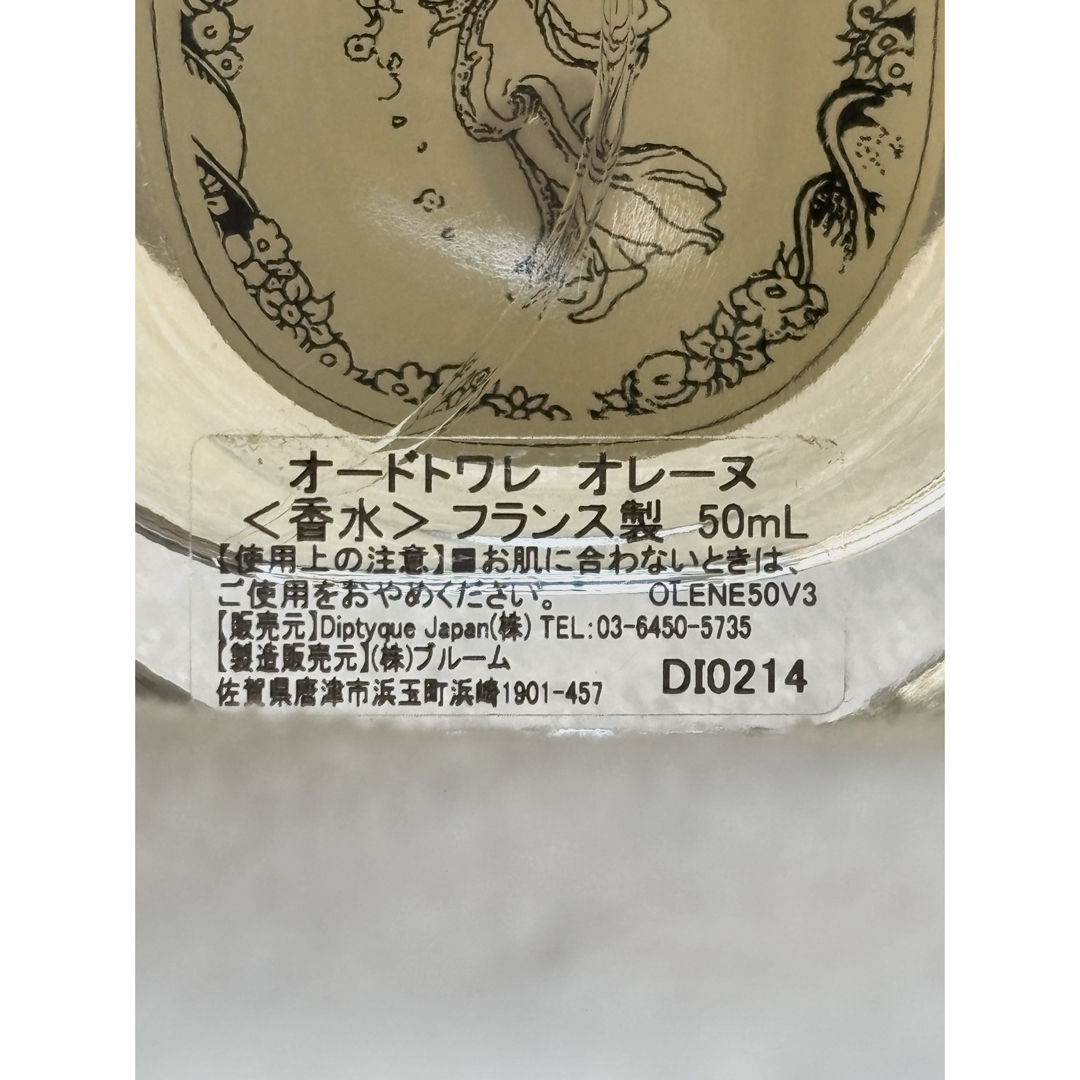 オードトワレ オレーヌ
＜香水＞ フランス製 50mL
【使用上の注意】■お肌に合わないときは、
ご使用をおやめください。 OLENE50V3
【販売元】Diptyque Japan(株) TEL:03-6450-5735
【製造販売元】(株)ブルーム
佐賀県唐津市浜玉町浜崎1901-457 DI0214